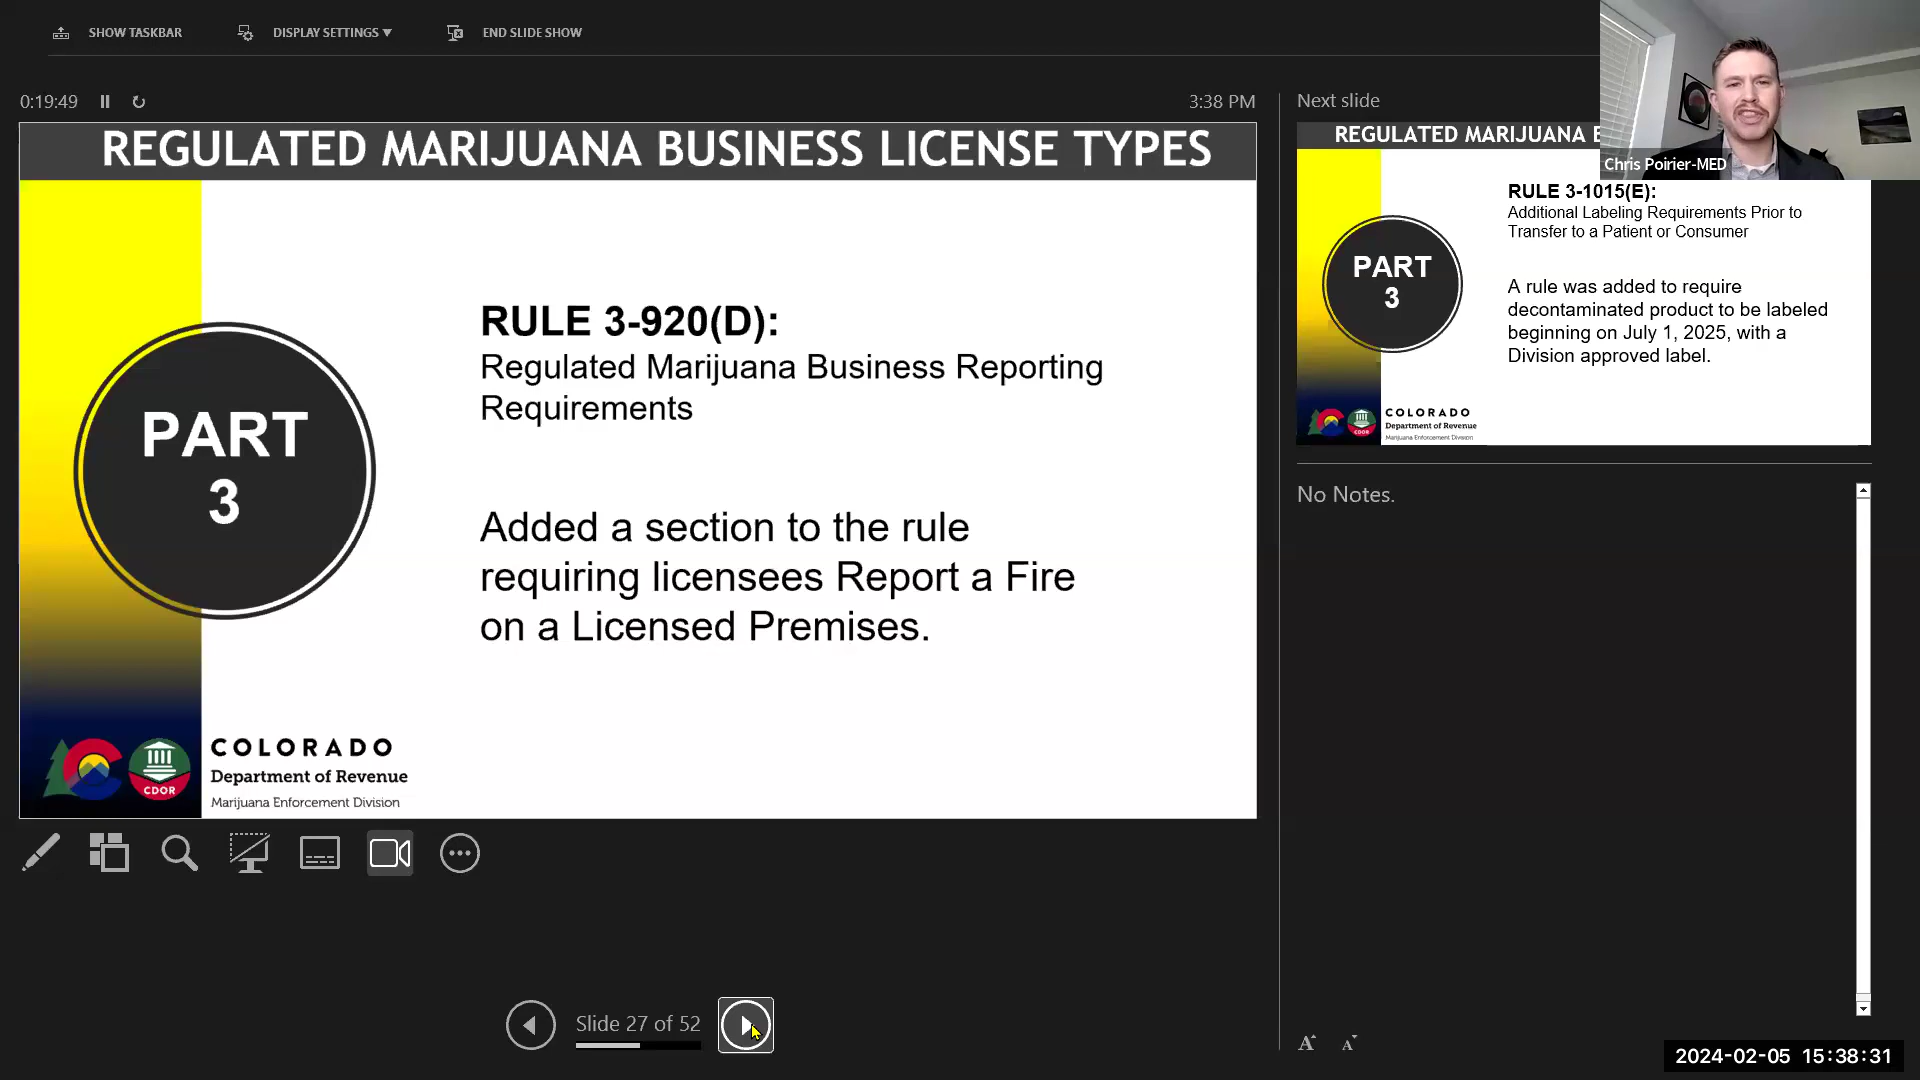 SHOW TASKBAR
DISPLAY SETTINGS ▼
END SLIDE SHOW
0:19:49
3:38 PM
REGULATED MARIJUANA BUSINESS LICENSE TYPES
PART
3
RULE 3-920(D):
Regulated Marijuana Business Reporting
Requirements
Added a section to the rule
requiring licensees Report a Fire
on a Licensed Premises.
CDOR
COLORADO
Department of Revenue
Marijuana Enforcement Division
Slide 27 of 52
Next slide
Chris Poirier-MED
REGULATED MARIJUANA
PART
3
RULE 3-1015(E):
Additional Labeling Requirements Prior to
Transfer to a Patient or Consumer
A rule was added to require
decontaminated product to be labeled
beginning on July 1, 2025, with a
Division approved label.
CDOR
COLORADO
Department of Revenue
Marijuana Enforcement Division
No Notes.
A A
2024-02-05 15:38:31